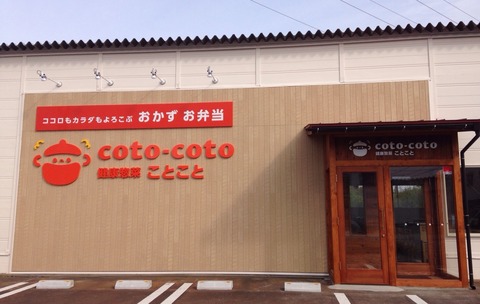 ココロもカラダもよろこぶ おかず お弁当
coto-coto
健康惣菜 ことこと
coto-coto
健康惣菜 ことこと